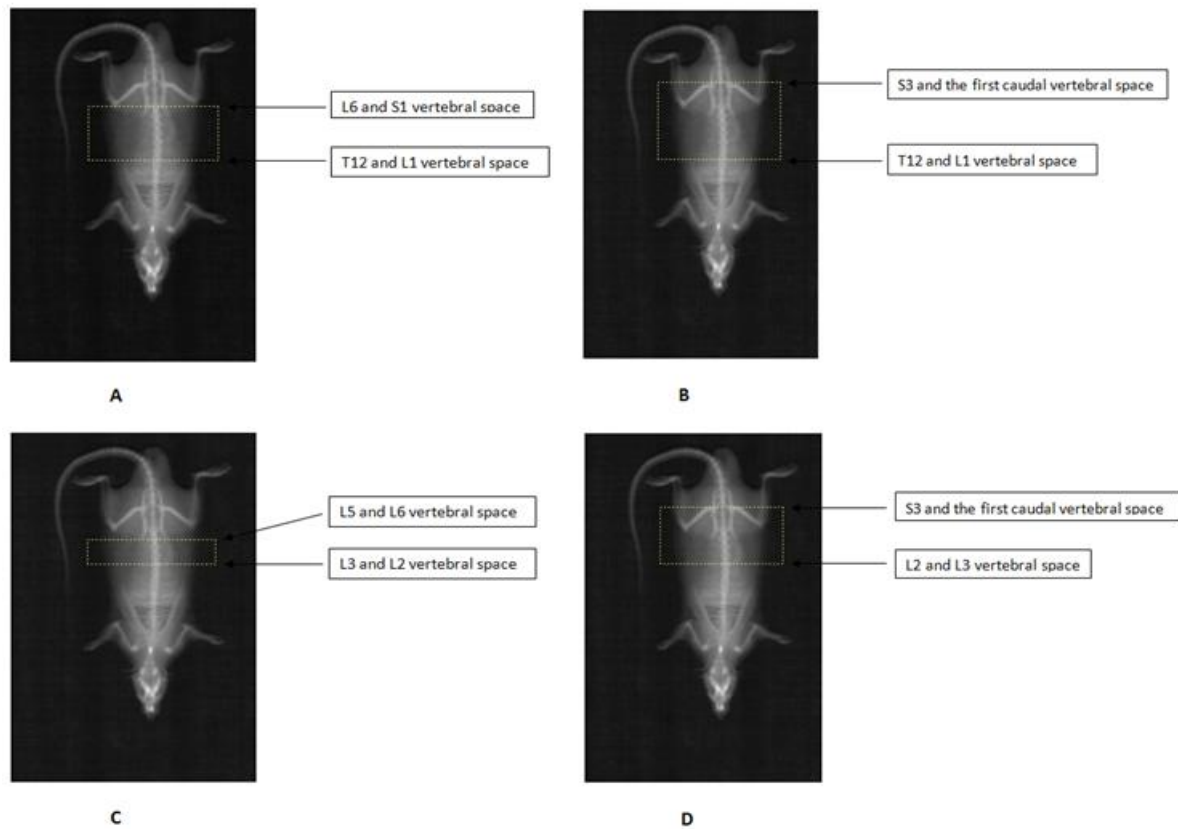 L6 and S1 vertebral space
T12 and L1 vertebral space
A
S3 and the first caudal vertebral space
T12 and L1 vertebral space
B
L5 and L6 vertebral space
L3 and L2 vertebral space
C
S3 and the first caudal vertebral space
L2 and L3 vertebral space
D